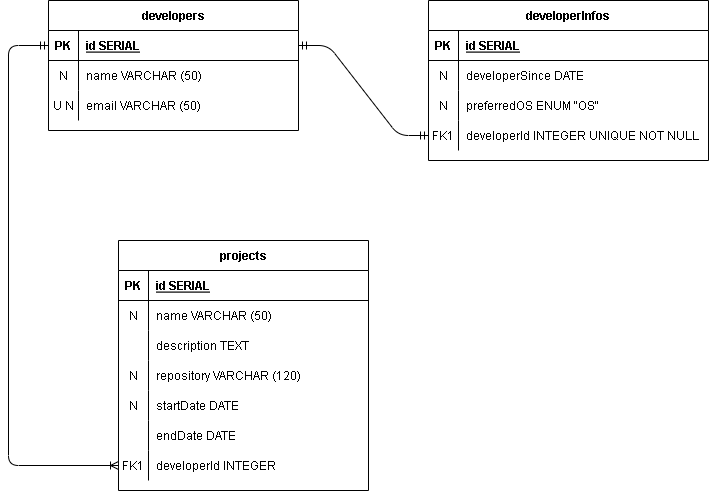 developers
PK id SERIAL
N name VARCHAR (50)
U N email VARCHAR (50)
developerInfos
PK id SERIAL
N developerSince DATE
N preferredOS ENUM "OS"
FK1 developerId INTEGER UNIQUE NOT NULL
projects
PK id SERIAL
N name VARCHAR (50)
description TEXT
N repository VARCHAR (120)
N startDate DATE
endDate DATE
FK1 developerId INTEGER